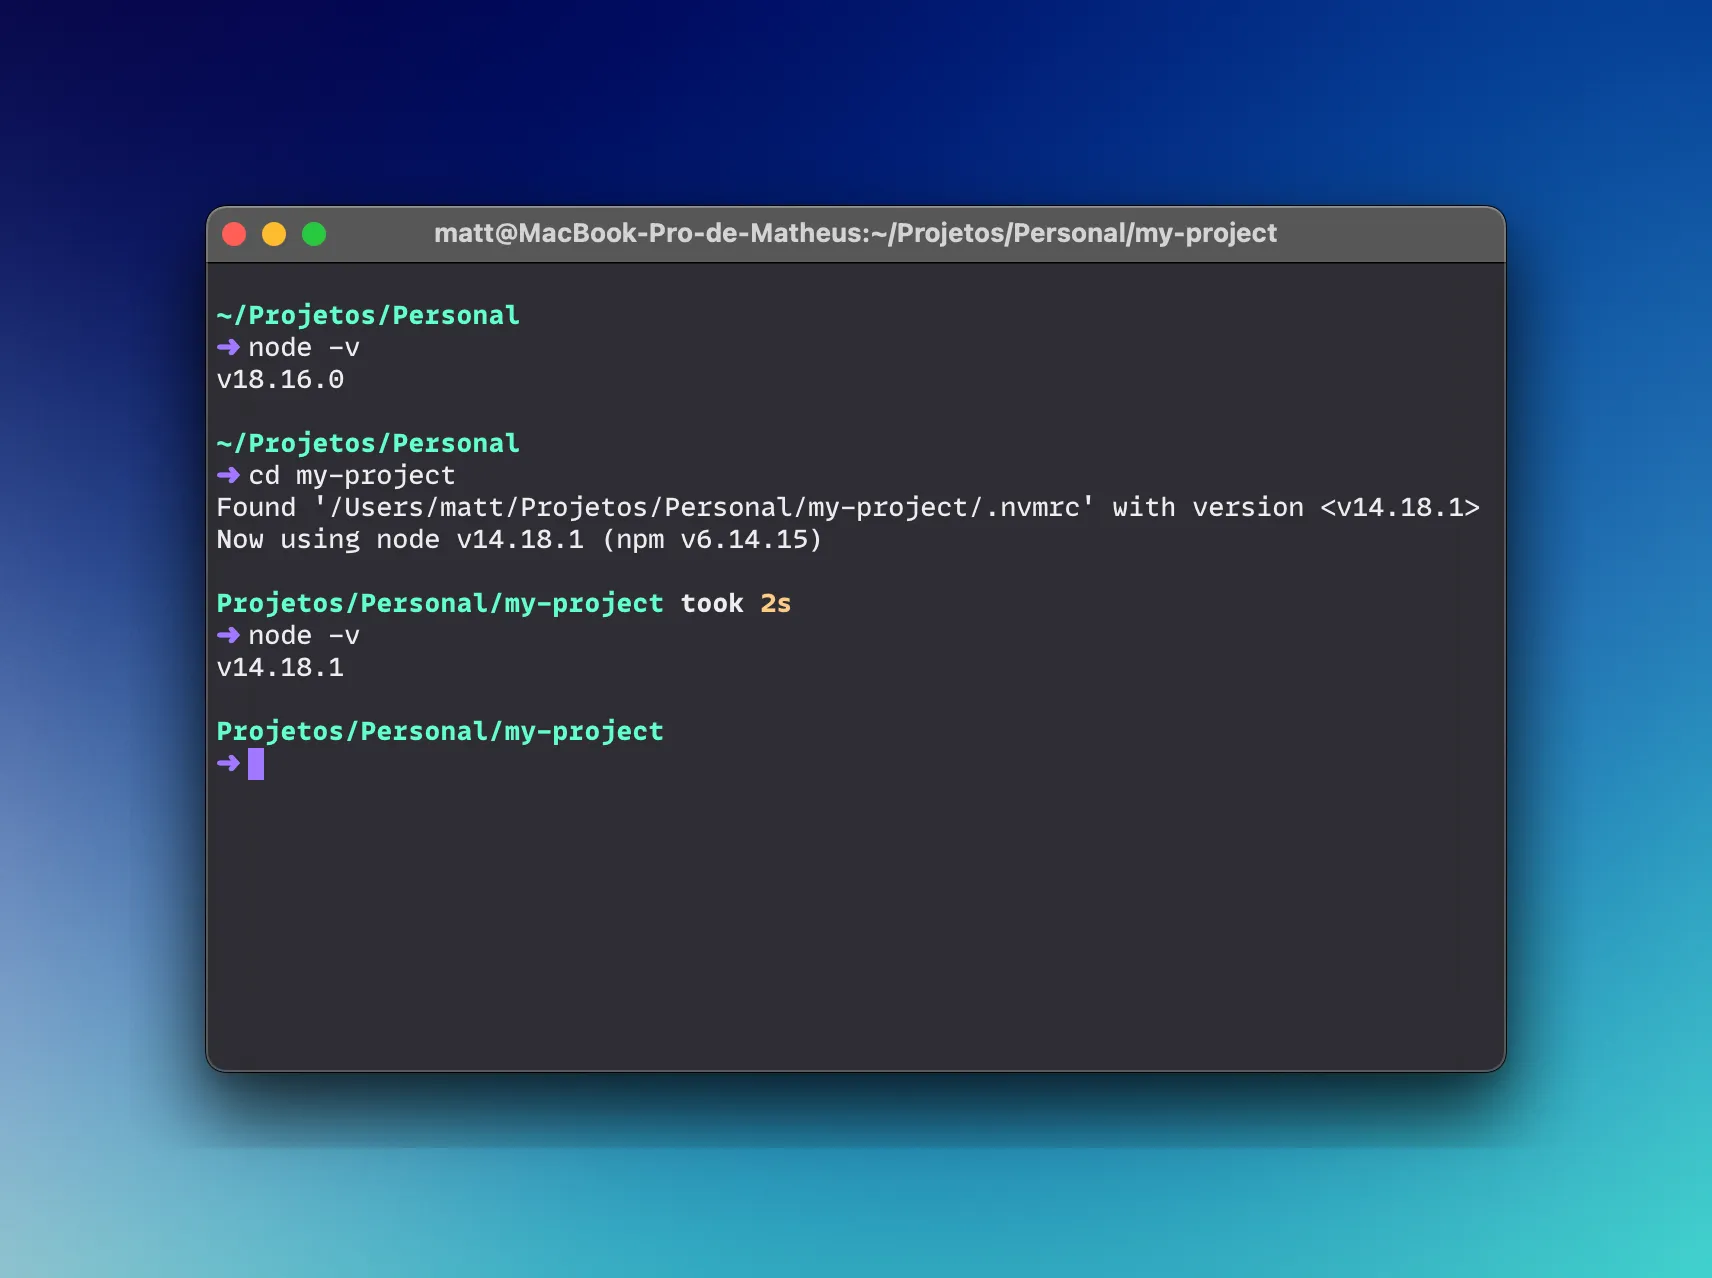 matt@MacBook-Pro-de-Matheus:~/Projetos/Personal/my-project
~/Projetos/Personal
➜ node -v
v18.16.0
~/Projetos/Personal
➜ cd my-project
Found '/Users/matt/Projetos/Personal/my-project/.nvmrc' with version <v14.18.1>
Now using node v14.18.1 (npm v6.14.15)
Projetos/Personal/my-project took 2s
➜ node -v
v14.18.1
Projetos/Personal/my-project
➜